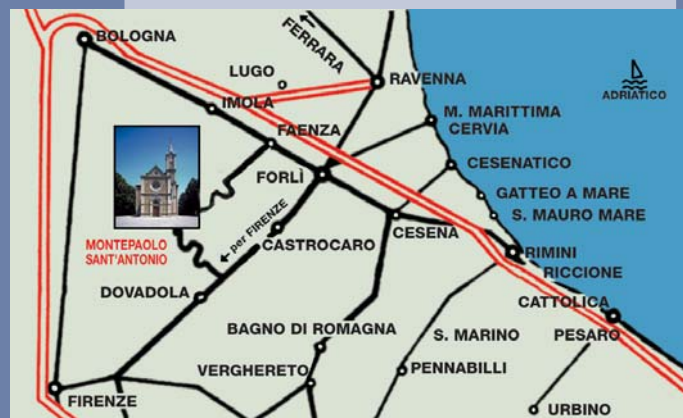 BOLOGNA
FERRARA
LUGO
RAVENNA
ADRIATICO
IMOLA
M. MARITTIMA
CERVIA
FAENZA
CESENATICO
FORLÌ
GATTEO A MARE
per FIRENZE
S. MAURO MARE
CESENA
MONTEPAOLO
SANT'ANTONIO
CASTROCARO
RIMINI
RICCIONE
DOVADOLA
CATTOLICA
BAGNO DI ROMAGNA
S. MARINO
PESARO
VERGHERETO
PENNABILLI
FIRENZE
URBINO